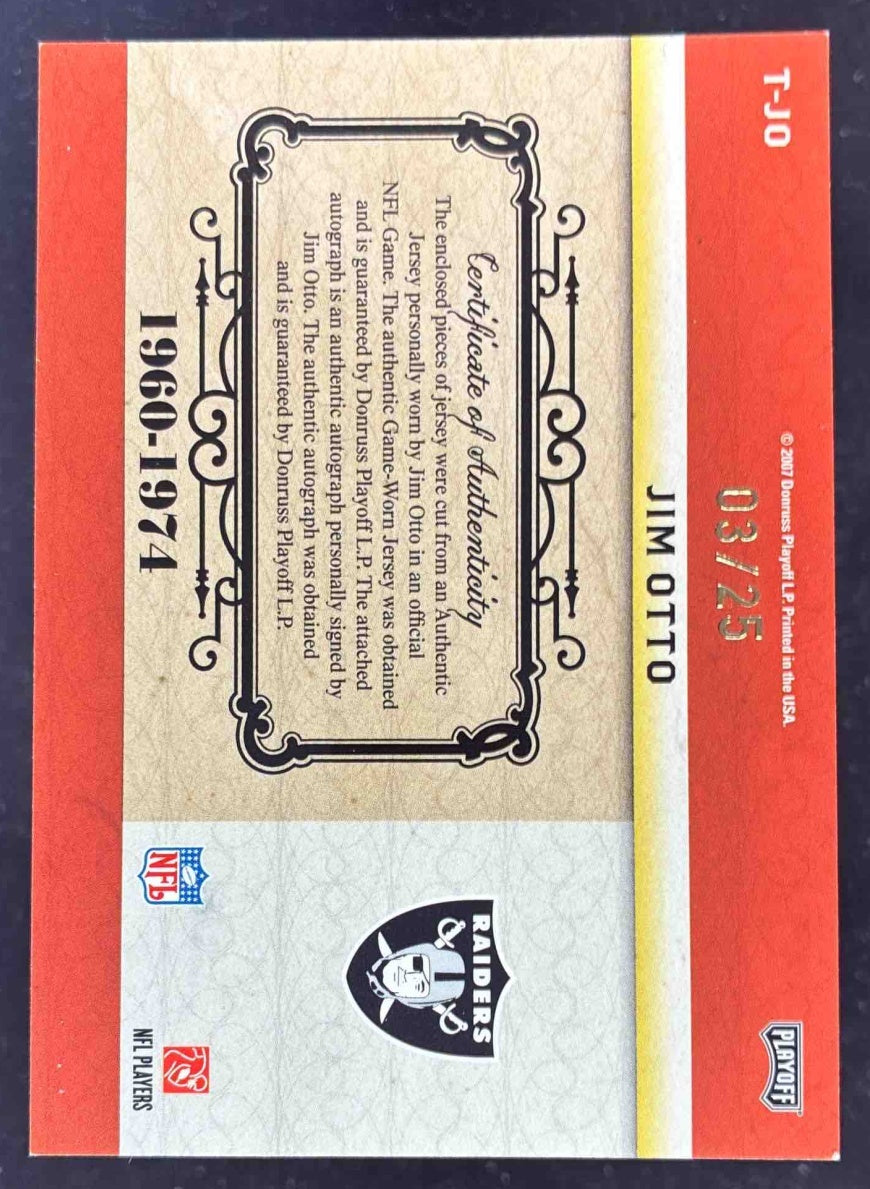 T-JO
© 2007 Donruss Playoff L.P. Printed in the USA.
PLAYOFF
03/25
JIM OTTO
Certificate of Authenticity
The enclosed pieces of jersey were cut from an Authentic
Jersey personally worn by Jim Otto in an official
NFL Game. The authentic Game-Worn Jersey was obtained
and is guaranteed by Donruss Playoff L.P. The attached
autograph is an authentic autograph personally signed by
Jim Otto. The authentic autograph was obtained
and is guaranteed by Donruss Playoff L.P.
1960-1974
RAIDERS
NFL
NFL PLAYERS